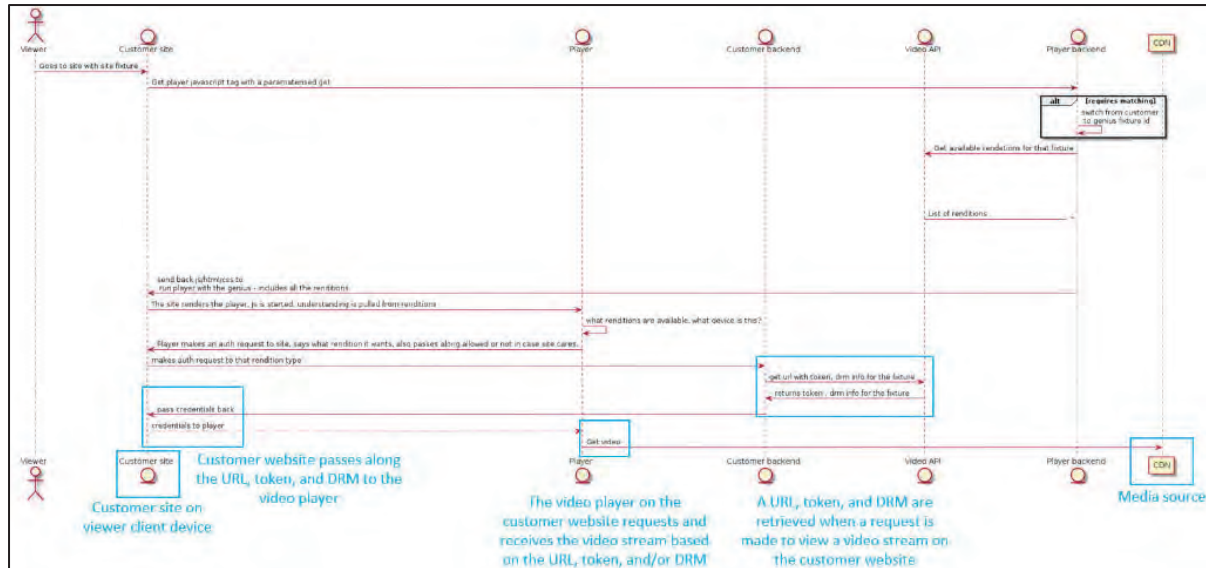 Viewer
Customer site
Player
Customer backend
Video API
Player backend
CDN
Goes to site with site fixture
Get player javascript tag with a parameterised girl
alt
[requires matching]
switch from customer
to genius fixture id
Get available renditions for that fixture
List of renditions
send back js/html/css to
run player with the genius - includes all the renditions
The site renders the player, js is started, understanding is pulled from renditions
what renditions are available, what device is this?
Player makes an auth request to site, says what rendition it wants, also passes along allowed or not in case site cares.
makes auth request to that rendition type
get url with token, drm info for the fixture
returns token, drm info for the fixture
pass credentials back
credentials to player
Get video
Viewer
Customer site
Player
Customer backend
Video API
Player backend
CDN
Customer site on
viewer client device
Customer website passes along
the URL, token, and DRM to the
video player
The video player on the
customer website requests and
receives the video stream based
on the URL, token, and/or DRM
A URL, token, and DRM are
retrieved when a request is
made to view a video stream on
the customer website
Media source